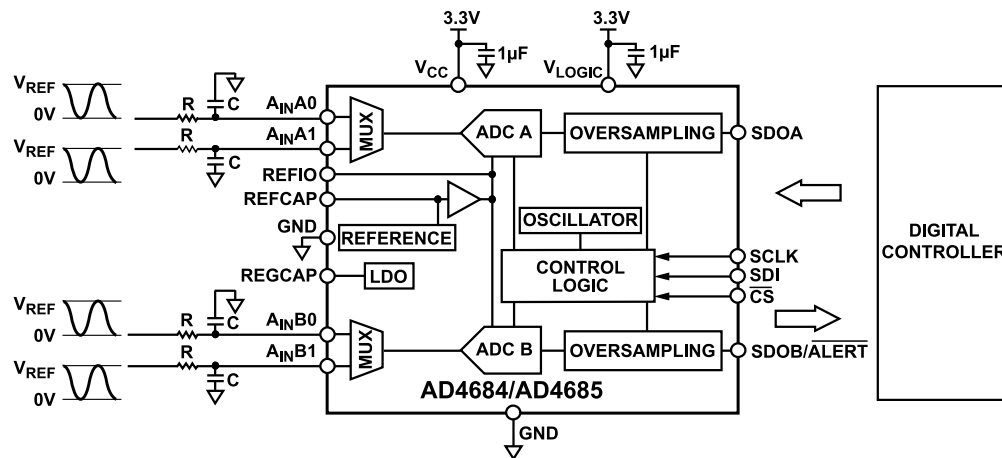 3.3V
3.3V
1µF
1µF
VCC
VLOGIC
VREF
0V
R
C
AINA0
MUX
ADC A
OVERSAMPLING
SDOA
VREF
0V
R
C
AINA1
REFIO
REFCAP
GND
REFERENCE
OSCILLATOR
REGCAP
LDO
CONTROL
LOGIC
SCLK
SDI
CS
DIGITAL
CONTROLLER
VREF
0V
R
C
AINB0
MUX
ADC B
OVERSAMPLING
SDOB/ALERT
VREF
0V
R
C
AINB1
AD4684/AD4685
GND